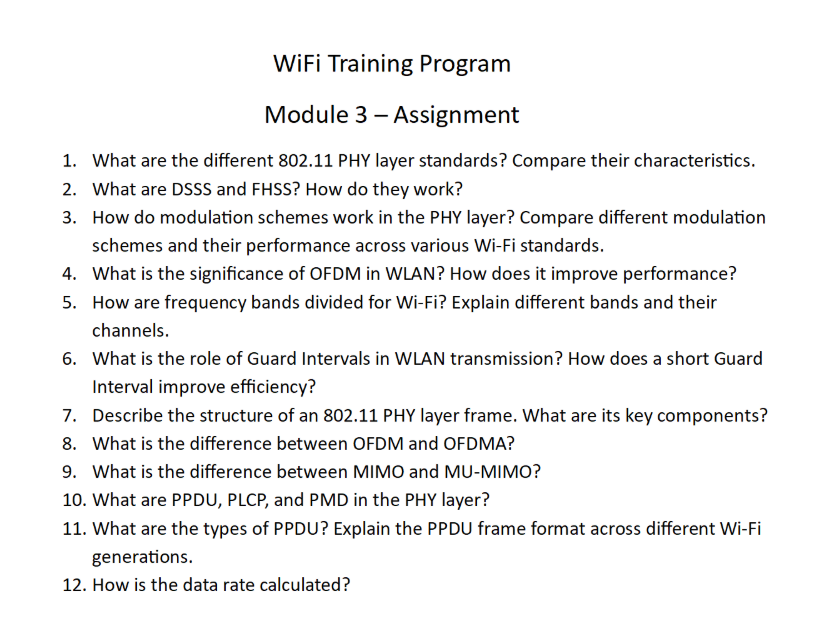 WiFi Training Program
Module 3 – Assignment
1. What are the different 802.11 PHY layer standards? Compare their characteristics.
2. What are DSSS and FHSS? How do they work?
3. How do modulation schemes work in the PHY layer? Compare different modulation
schemes and their performance across various Wi-Fi standards.
4. What is the significance of OFDM in WLAN? How does it improve performance?
5. How are frequency bands divided for Wi-Fi? Explain different bands and their
channels.
6. What is the role of Guard Intervals in WLAN transmission? How does a short Guard
Interval improve efficiency?
7. Describe the structure of an 802.11 PHY layer frame. What are its key components?
8. What is the difference between OFDM and OFDMA?
9. What is the difference between MIMO and MU-MIMO?
10. What are PPDU, PLCP, and PMD in the PHY layer?
11. What are the types of PPDU? Explain the PPDU frame format across different Wi-Fi
generations.
12. How is the data rate calculated?